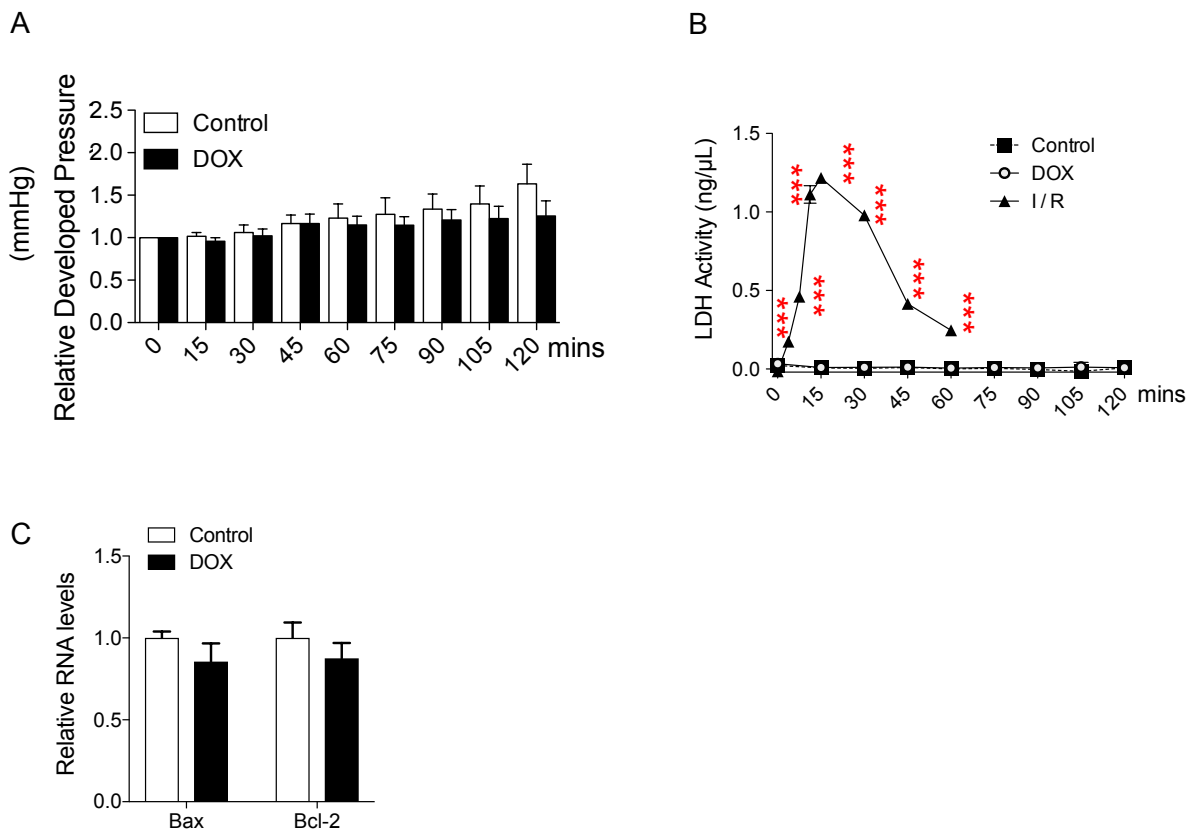 A
Relative Developed Pressure
(mmHg)
2.5
2.0
1.5
1.0
0.5
0.0
Control
DOX
0 15 30 45 60 75 90 105 120 mins
B
LDH Activity (ng/µL)
1.5
1.0
0.5
0.0
Control
DOX
I / R
***
***
***
***
***
***
***
0 15 30 45 60 75 90 105 120 mins
C
Control
DOX
Relative RNA levels
1.5
1.0
0.5
0.0
Bax Bcl-2